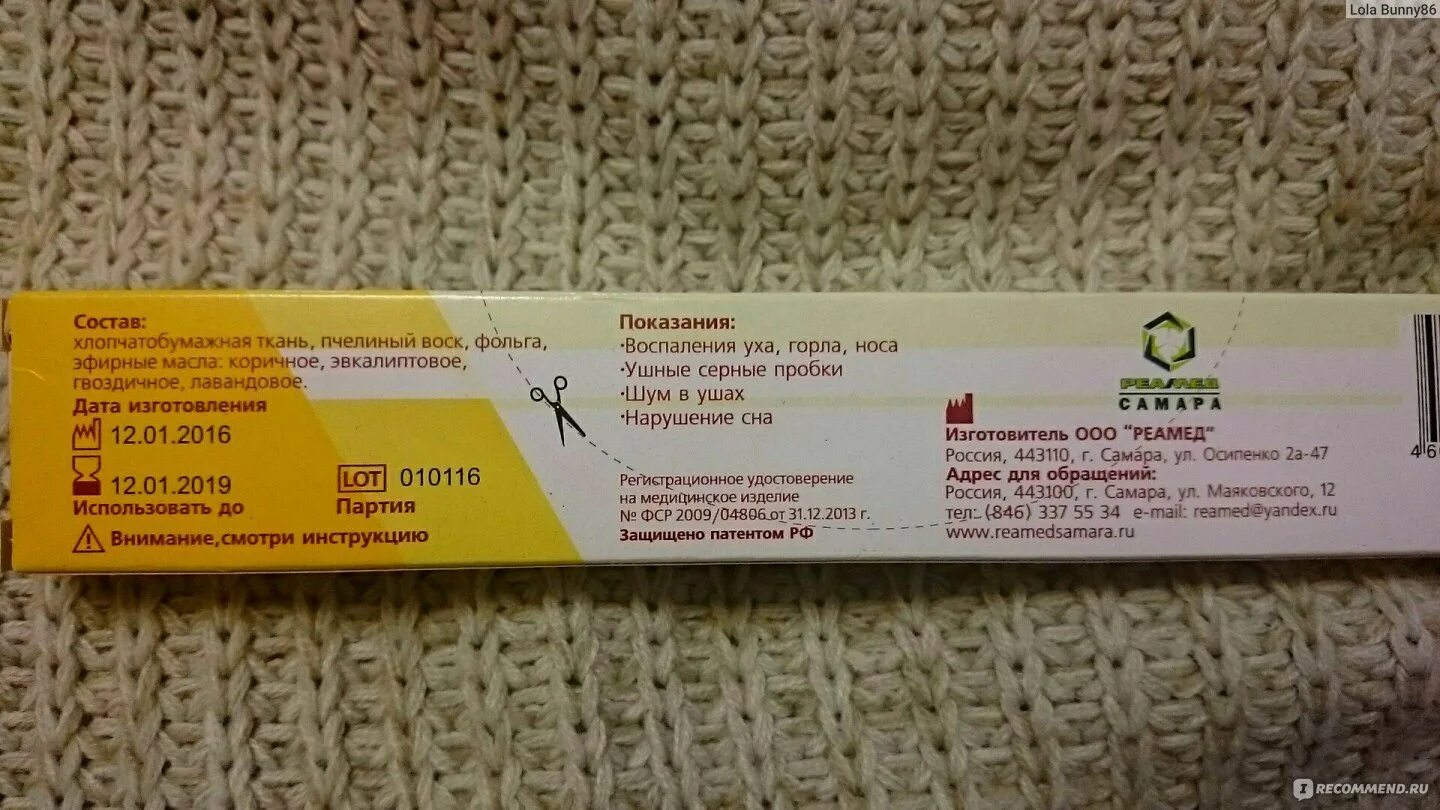 Lola Bunny86
Состав:
хлопчатобумажная ткань, пчелиный воск, фольга,
эфирные масла: коричное, эвкалиптовое,
гвоздичное, лавандовое.
Дата изготовления
12.01.2016
12.01.2019
Использовать до
LOT 010116
Партия
Внимание,смотри инструкцию
Показания:
·Воспаления уха, горла, носа
·Ушные серные пробки
·Шум в ушах
·Нарушение сна
Регистрационное удостоверение
на медицинское изделие
№ ФСР 2009/04806 от 31.12.2013 г.
Защищено патентом РФ
РЕАМЕД
САМАРА
Изготовитель ООО "РЕАМЕД"
Россия, 443110, г. Самара, ул. Осипенко 2а-47
Адрес для обращений:
Россия, 443100, г. Самара, ул. Маяковского, 12
тел.: (846) 337 55 34 e-mail: reamed@yandex.ru
www.reamedsamara.ru
IRECOMMEND.RU